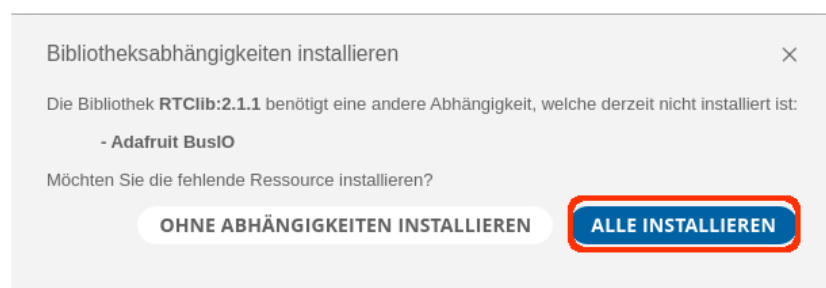 Bibliotheksabhängigkeiten installieren
Die Bibliothek RTClib:2.1.1 benötigt eine andere Abhängigkeit, welche derzeit nicht installiert ist:
- Adafruit BusIO
Möchten Sie die fehlende Ressource installieren?
OHNE ABHÄNGIGKEITEN INSTALLIEREN ALLE INSTALLIEREN